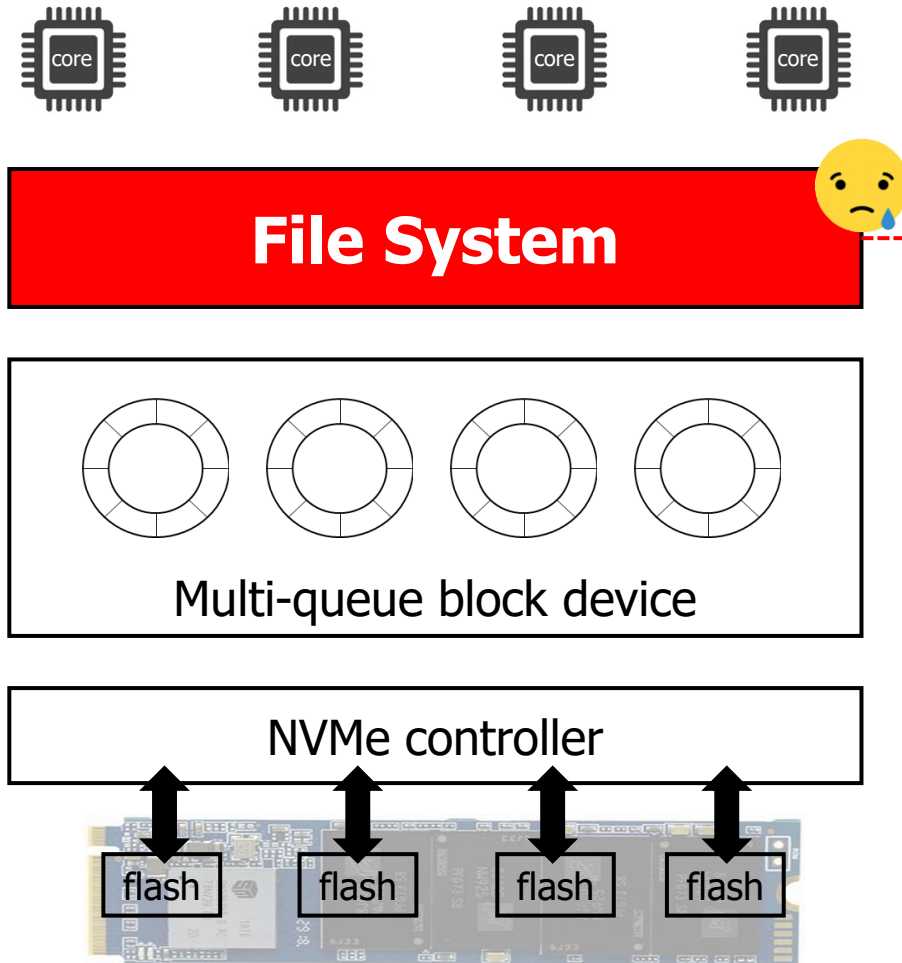 core
core
core
core
File System
Multi-queue block device
NVMe controller
flash
flash
flash
flash